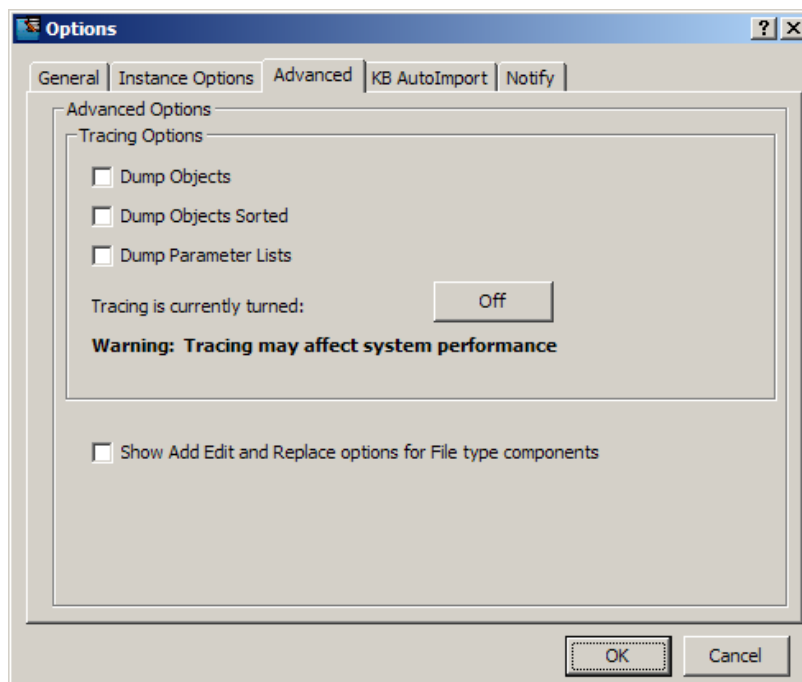 Options
General Instance Options Advanced KB AutoImport Notify
Advanced Options
Tracing Options
Dump Objects
Dump Objects Sorted
Dump Parameter Lists
Tracing is currently turned: Off
Warning: Tracing may affect system performance
Show Add Edit and Replace options for File type components
OK Cancel